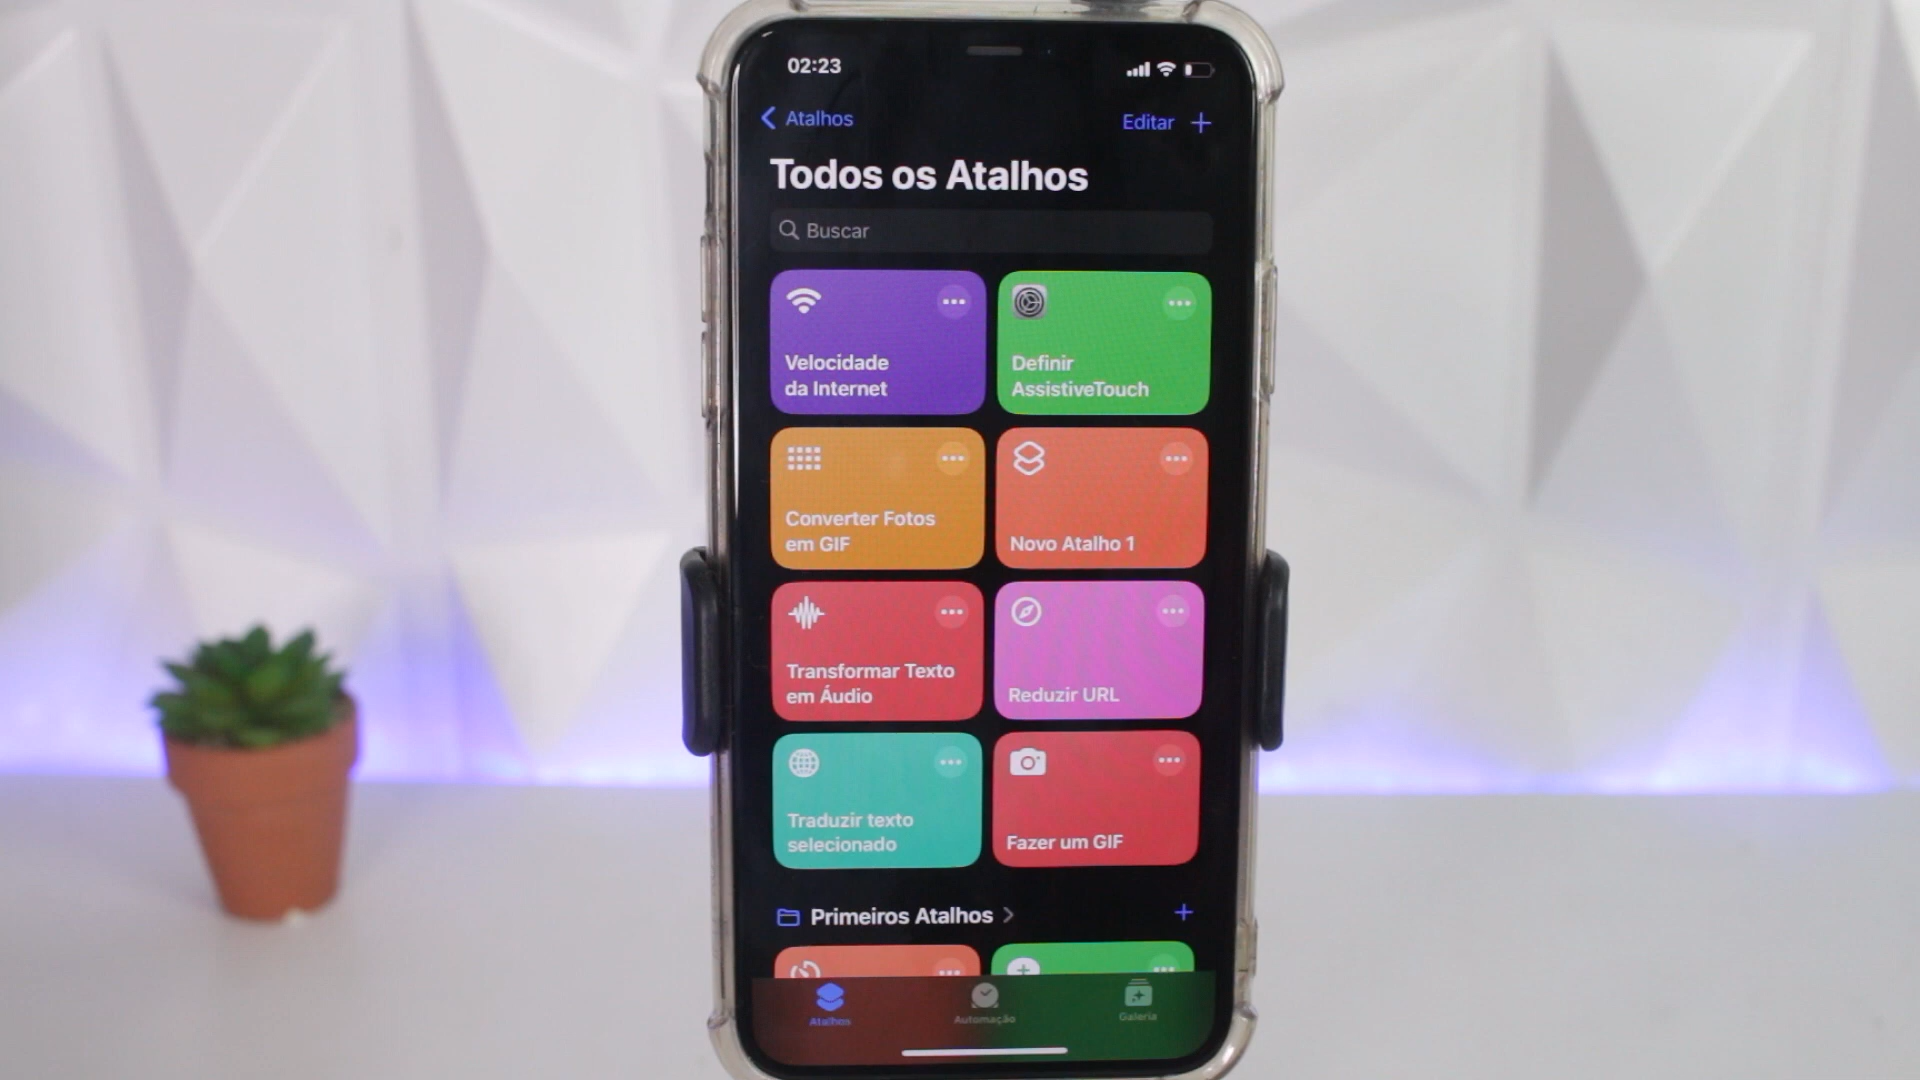 02:23
Atalhos
Editar
Todos os Atalhos
Buscar
Velocidade
da Internet
Definir
AssistiveTouch
Converter Fotos
em GIF
Novo Atalho 1
Transformar Texto
em Áudio
Reduzir URL
Traduzir texto
selecionado
Fazer um GIF
Primeiros Atalhos
Atalhos
Automação
Galeria